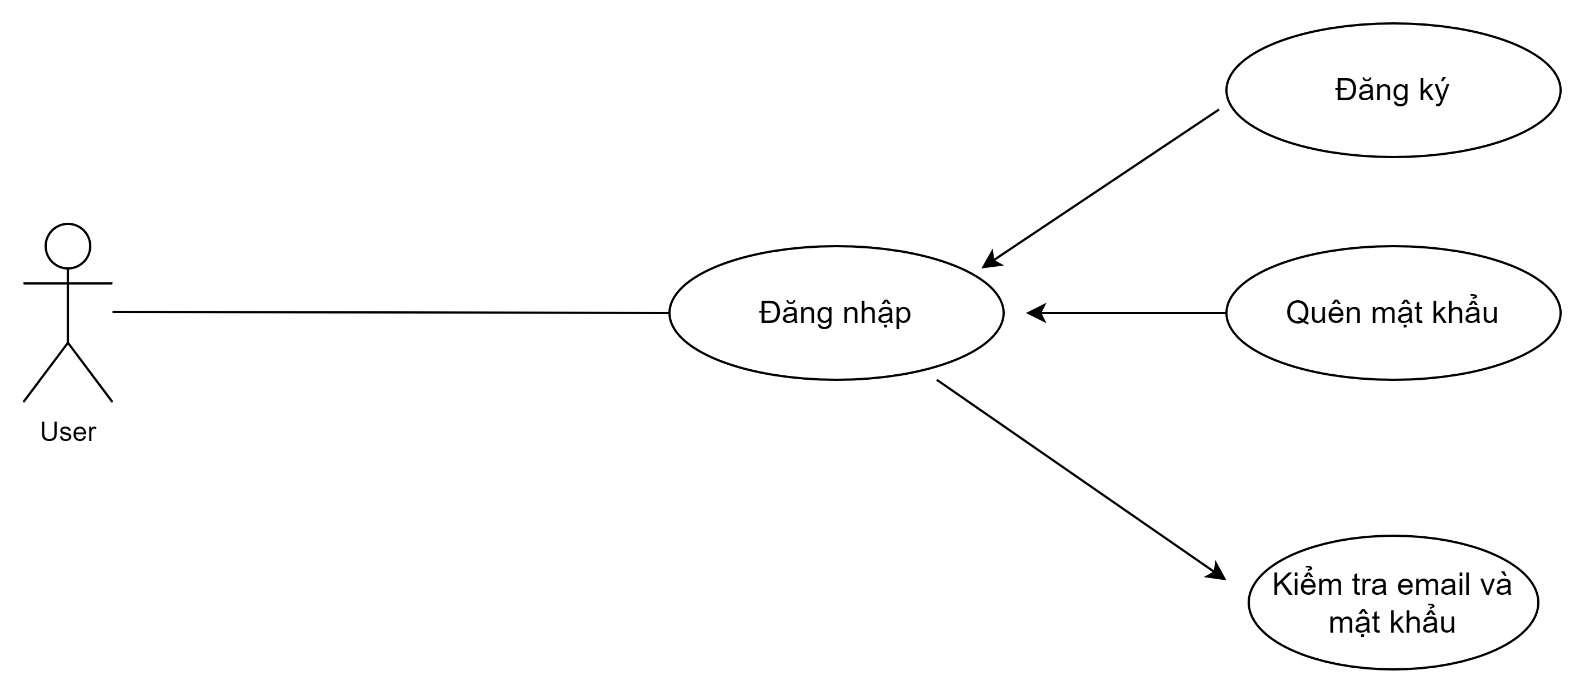 Đăng ký
Đăng nhập
Quên mật khẩu
User
Kiểm tra email và
mật khẩu